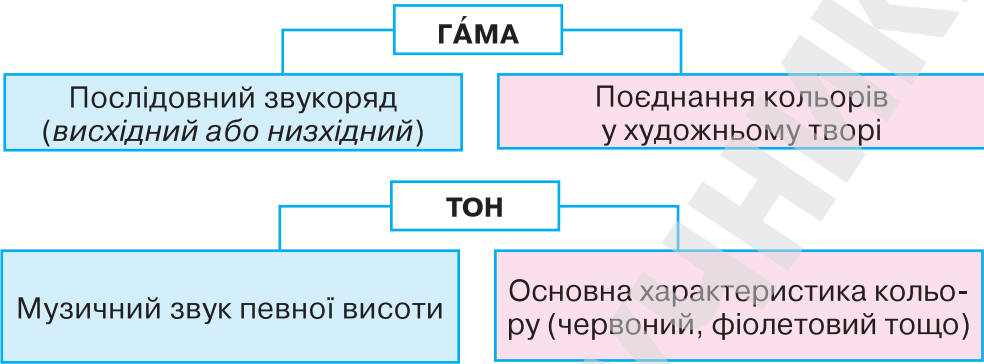 ГА́МА
Послідовний звукоряд
(висхідний або низхідний)
Поєднання кольорів
у художньому творі
ТОН
Музичний звук певної висоти
Основна характеристика кольо-
ру (червоний, фіолетовий тощо)